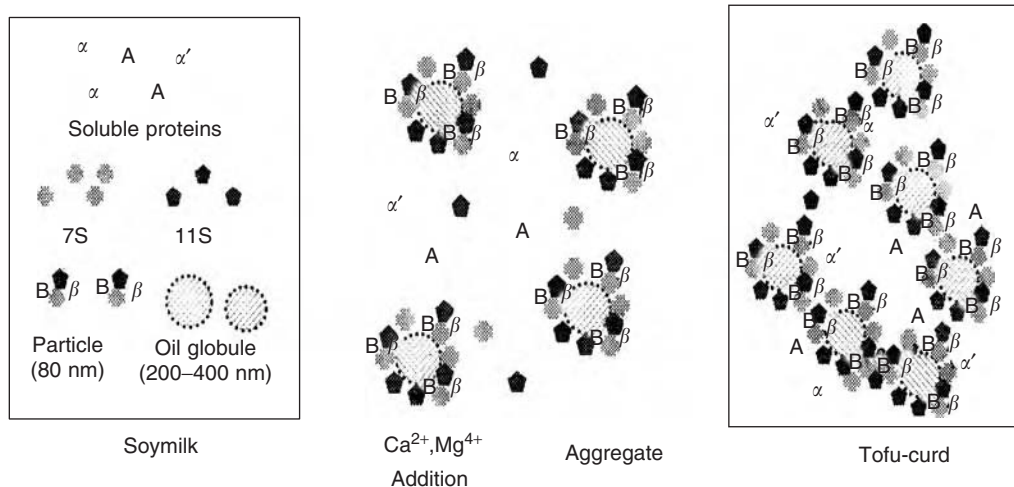 α A α′
α A
Soluble proteins
7S 11S
B β B β
Particle
(80 nm)
Oil globule
(200–400 nm)
Soymilk
B β
B
B β
B β
B
B β
α
α′
A
A
B β
B
B β
B β
B
B β
Ca²⁺,Mg⁴⁺
Addition
Aggregate
B β
B
B β
α′
B
α
B
B
B
B β
A
A
B β
B
B β
α′
B β
B
B β
A
B β
B
B
B β
A
B β
α′
α
B β
Tofu-curd